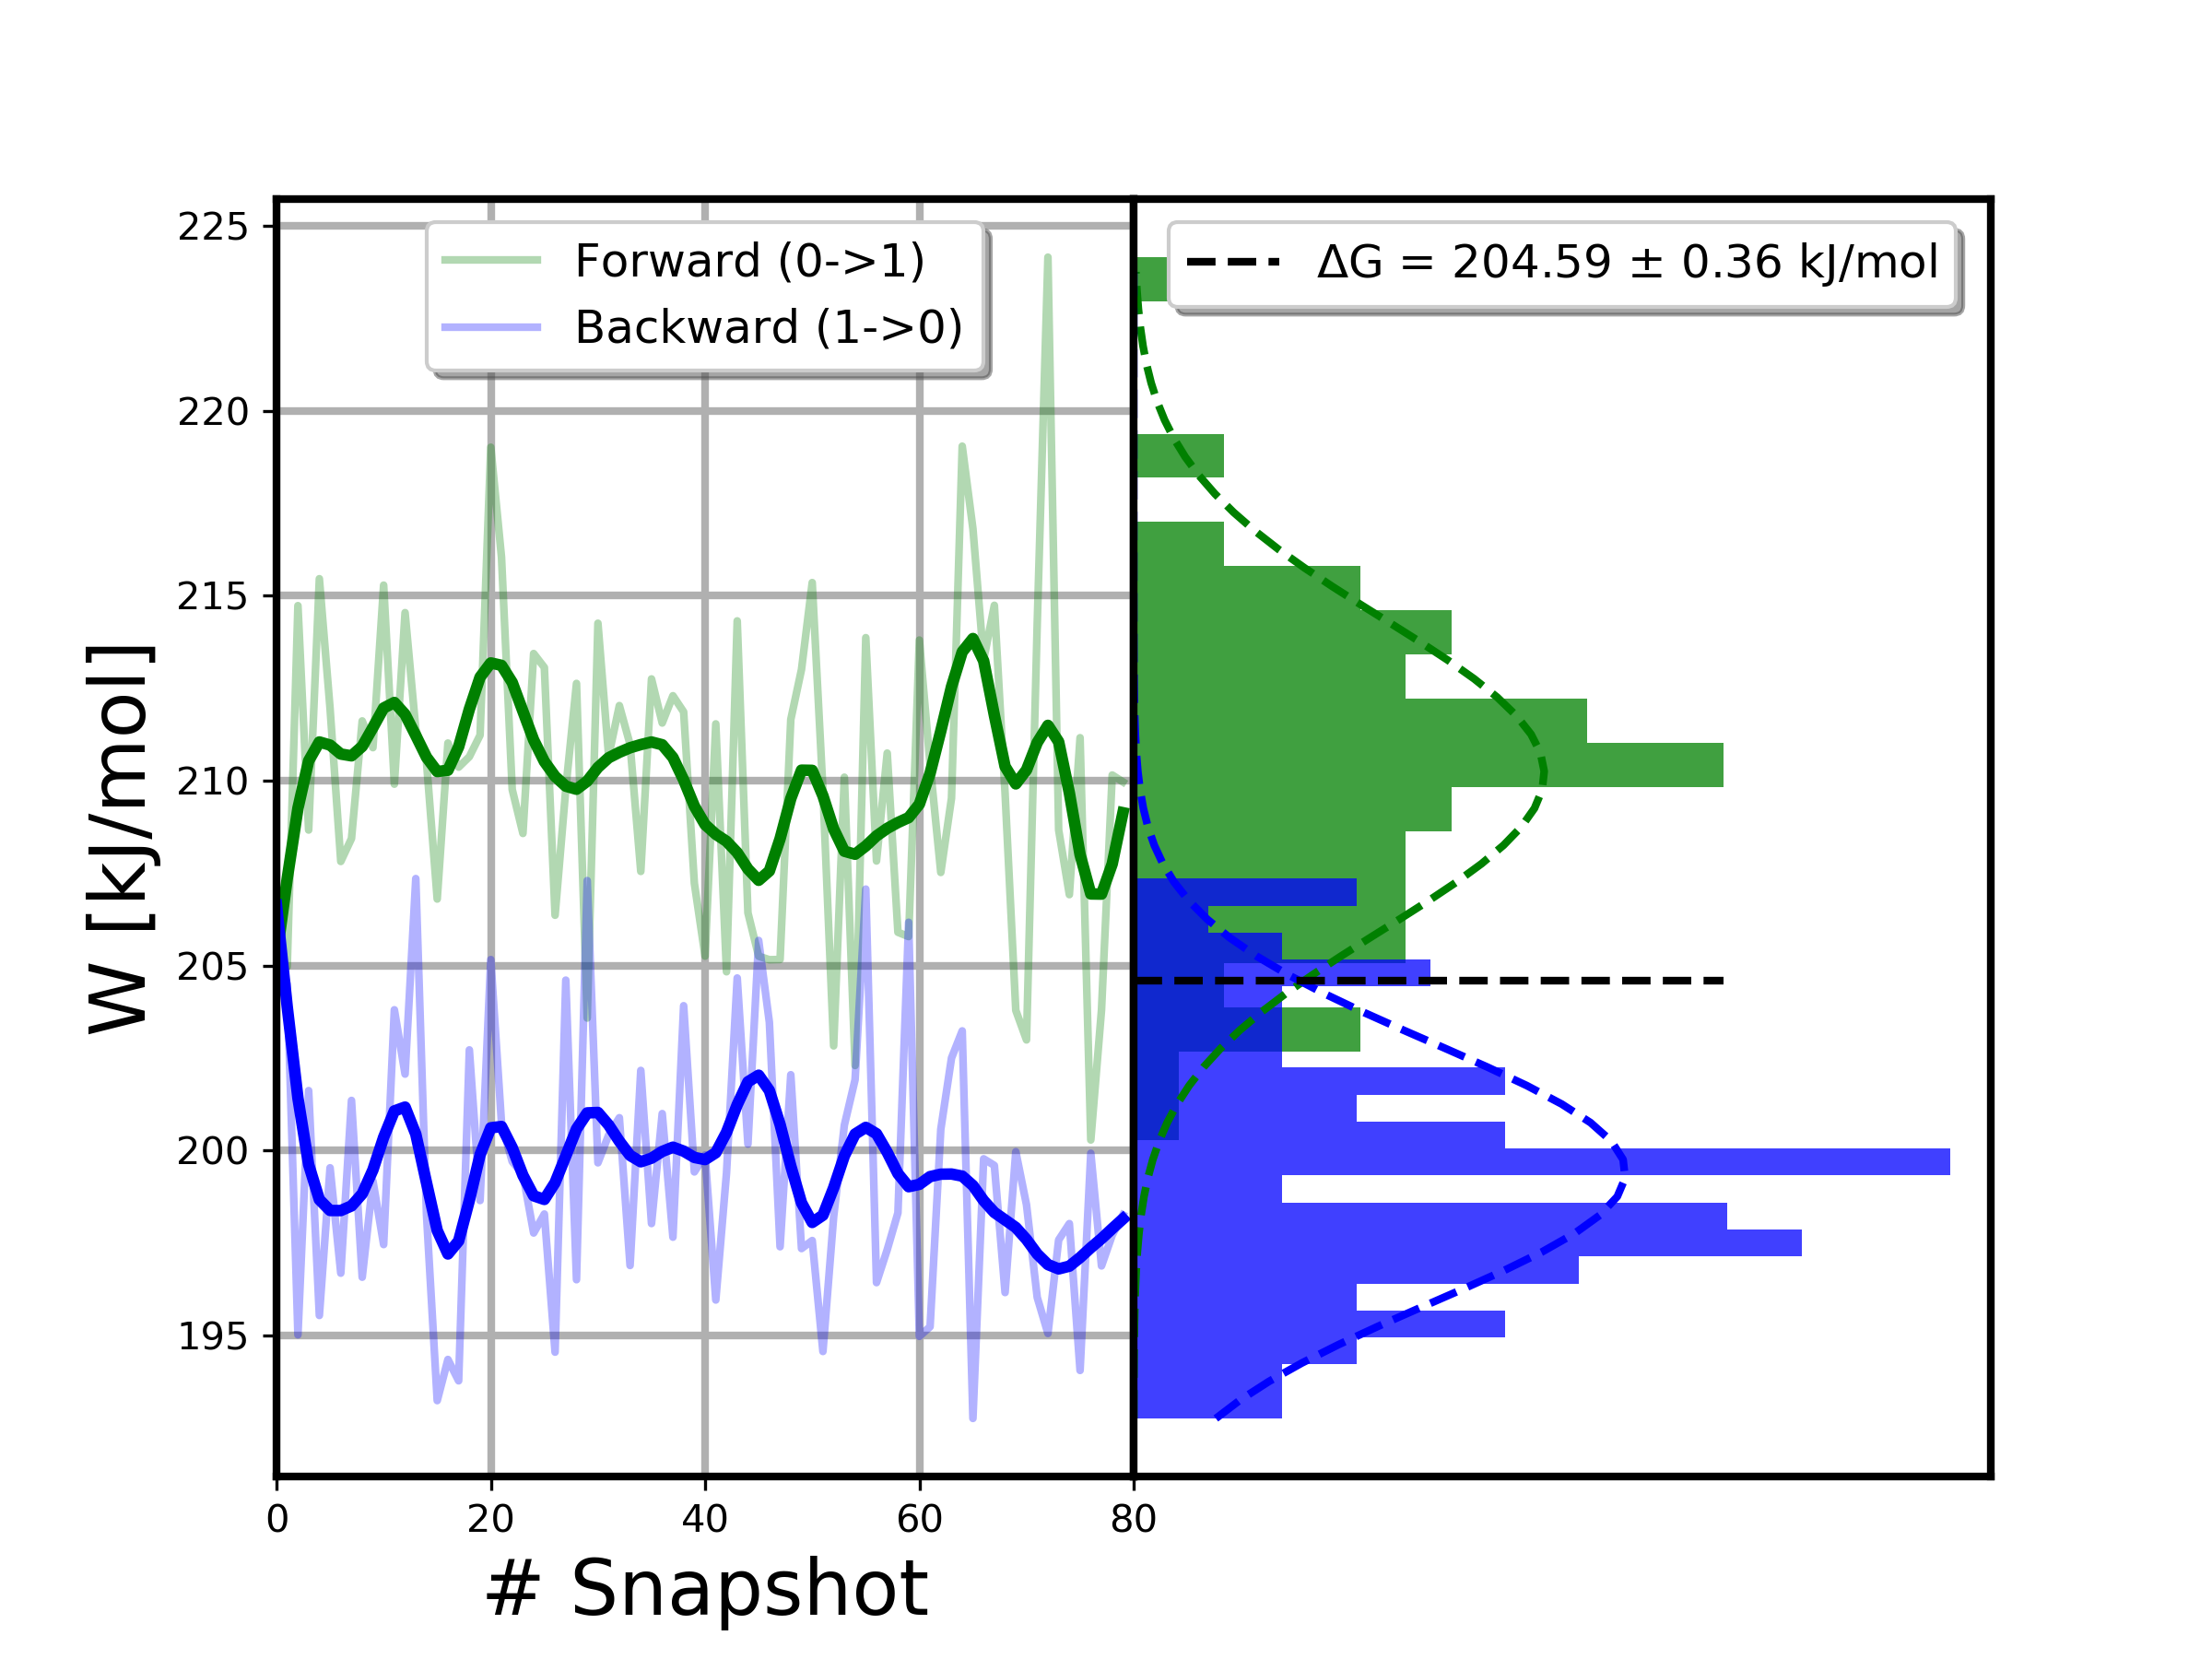 Forward (0->1)
Backward (1->0)
ΔG = 204.59 ± 0.36 kJ/mol
W [kJ/mol]
225
220
215
210
205
200
195
0 20 40 60 80
# Snapshot